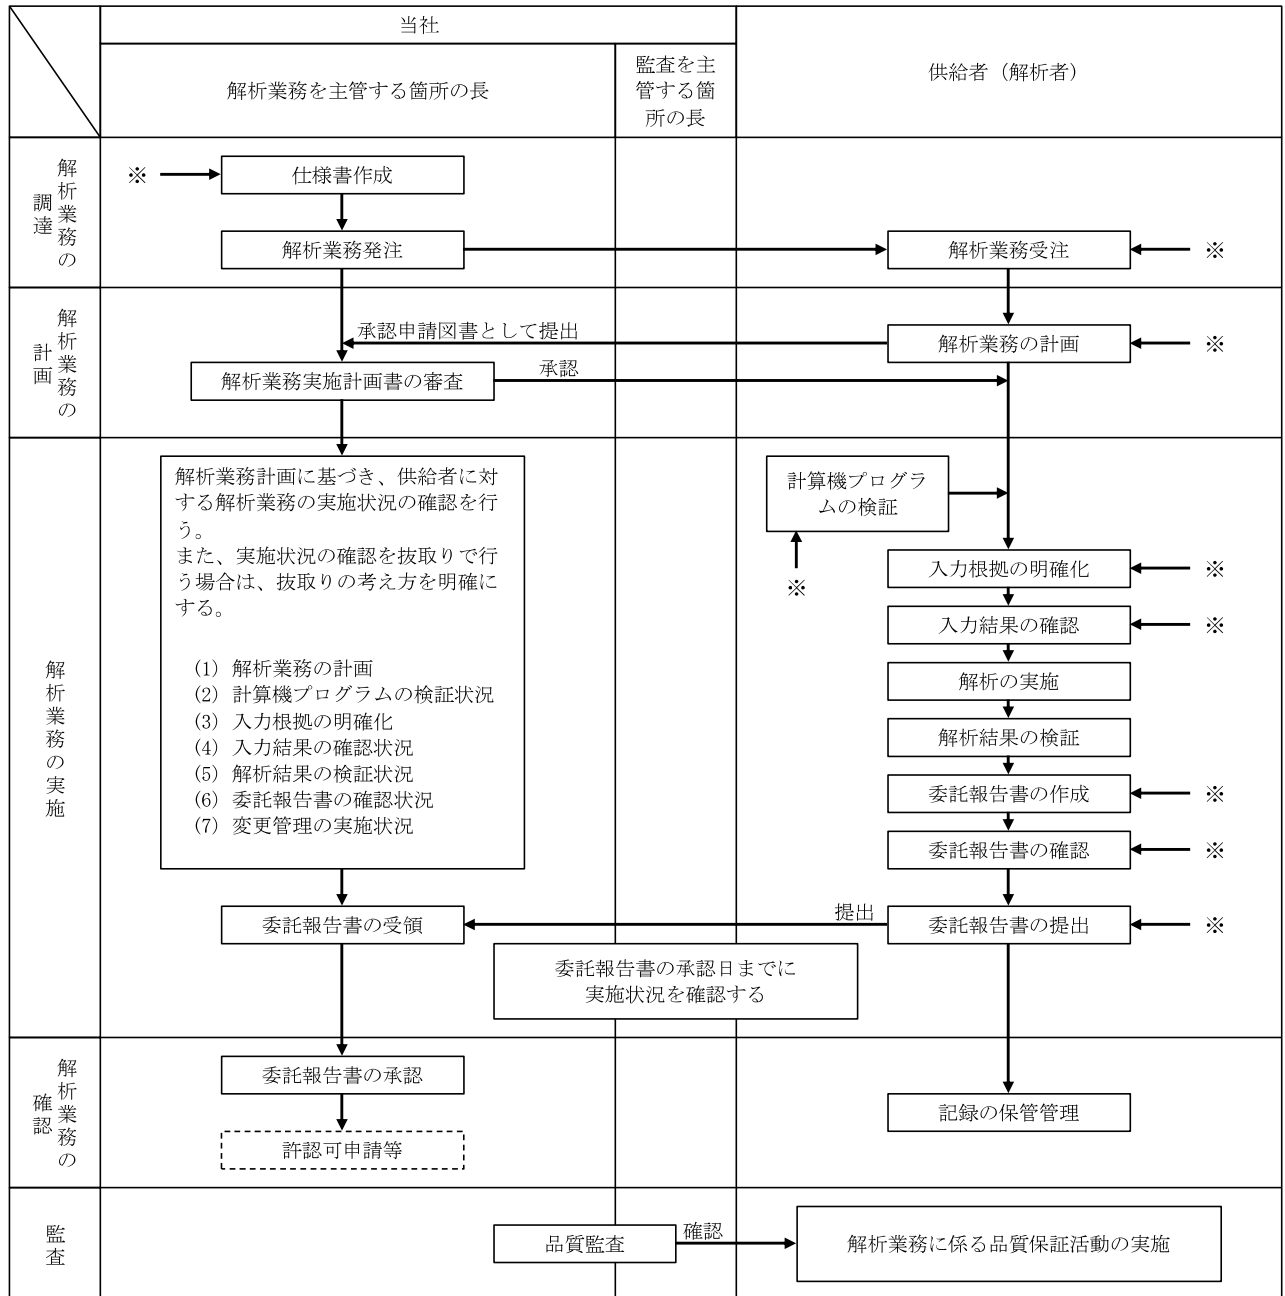 当社
解析業務を主管する箇所の長
監査を主
管する箇
所の長
供給者（解析者）
解析業務の
調達
※
仕様書作成
解析業務発注
解析業務受注
※
解析業務の
計画
承認申請図書として提出
解析業務の計画
※
解析業務実施計画書の審査
承認
解析業務の実施
解析業務計画に基づき、供給者に対
する解析業務の実施状況の確認を行
う。
また、実施状況の確認を抜取りで行
う場合は、抜取りの考え方を明確に
する。
(1) 解析業務の計画
(2) 計算機プログラムの検証状況
(3) 入力根拠の明確化
(4) 入力結果の確認状況
(5) 解析結果の検証状況
(6) 委託報告書の確認状況
(7) 変更管理の実施状況
計算機プログラ
ムの検証
※
入力根拠の明確化
※
入力結果の確認
※
解析の実施
解析結果の検証
委託報告書の作成
※
委託報告書の確認
※
委託報告書の受領
提出
委託報告書の提出
※
委託報告書の承認日までに
実施状況を確認する
解析業務の
確認
委託報告書の承認
記録の保管管理
許認可申請等
監査
品質監査
確認
解析業務に係る品質保証活動の実施